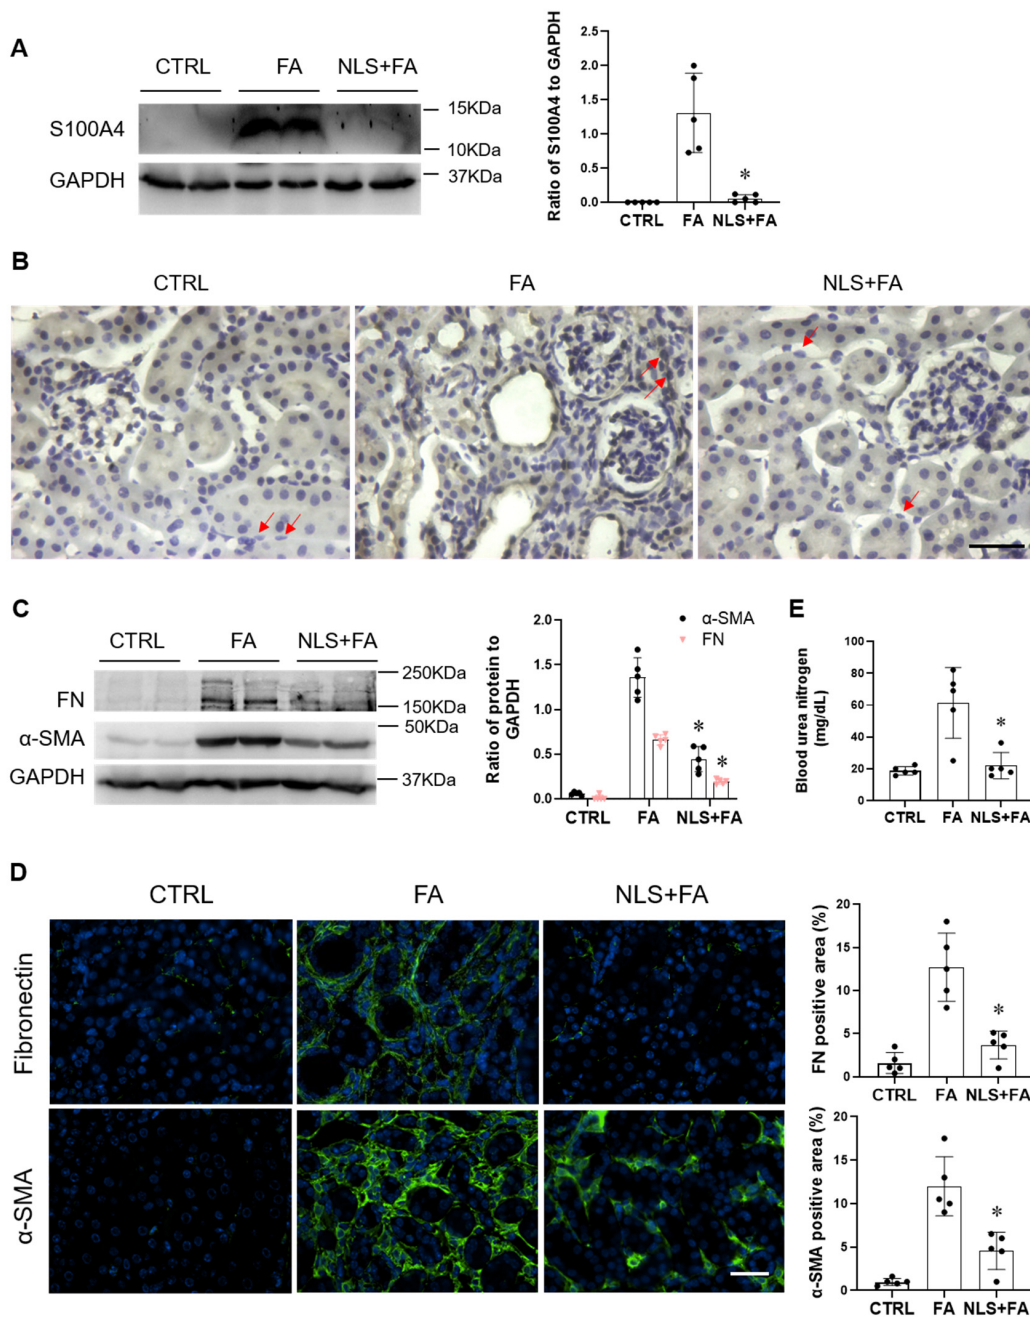 A
CTRL FA NLS+FA
S100A4
15KDa
10KDa
GAPDH
37KDa
Ratio of S100A4 to GAPDH
2.5
2.0
1.5
1.0
0.5
0.0
*
CTRL FA NLS+FA
B
CTRL FA NLS+FA
C
CTRL FA NLS+FA
FN
250KDa
150KDa
α-SMA
50KDa
GAPDH
37KDa
Ratio of protein to
GAPDH
2.0
1.5
1.0
0.5
0.0
α-SMA
FN
*
*
CTRL FA NLS+FA
E
Blood urea nitrogen
(mg/dL)
100
80
60
40
20
0
*
CTRL FA NLS+FA
D
CTRL FA NLS+FA
Fibronectin
α-SMA
FN positive area (%)
20
15
10
5
0
*
CTRL FA NLS+FA
α-SMA positive area (%)
20
15
10
5
0
*
CTRL FA NLS+FA